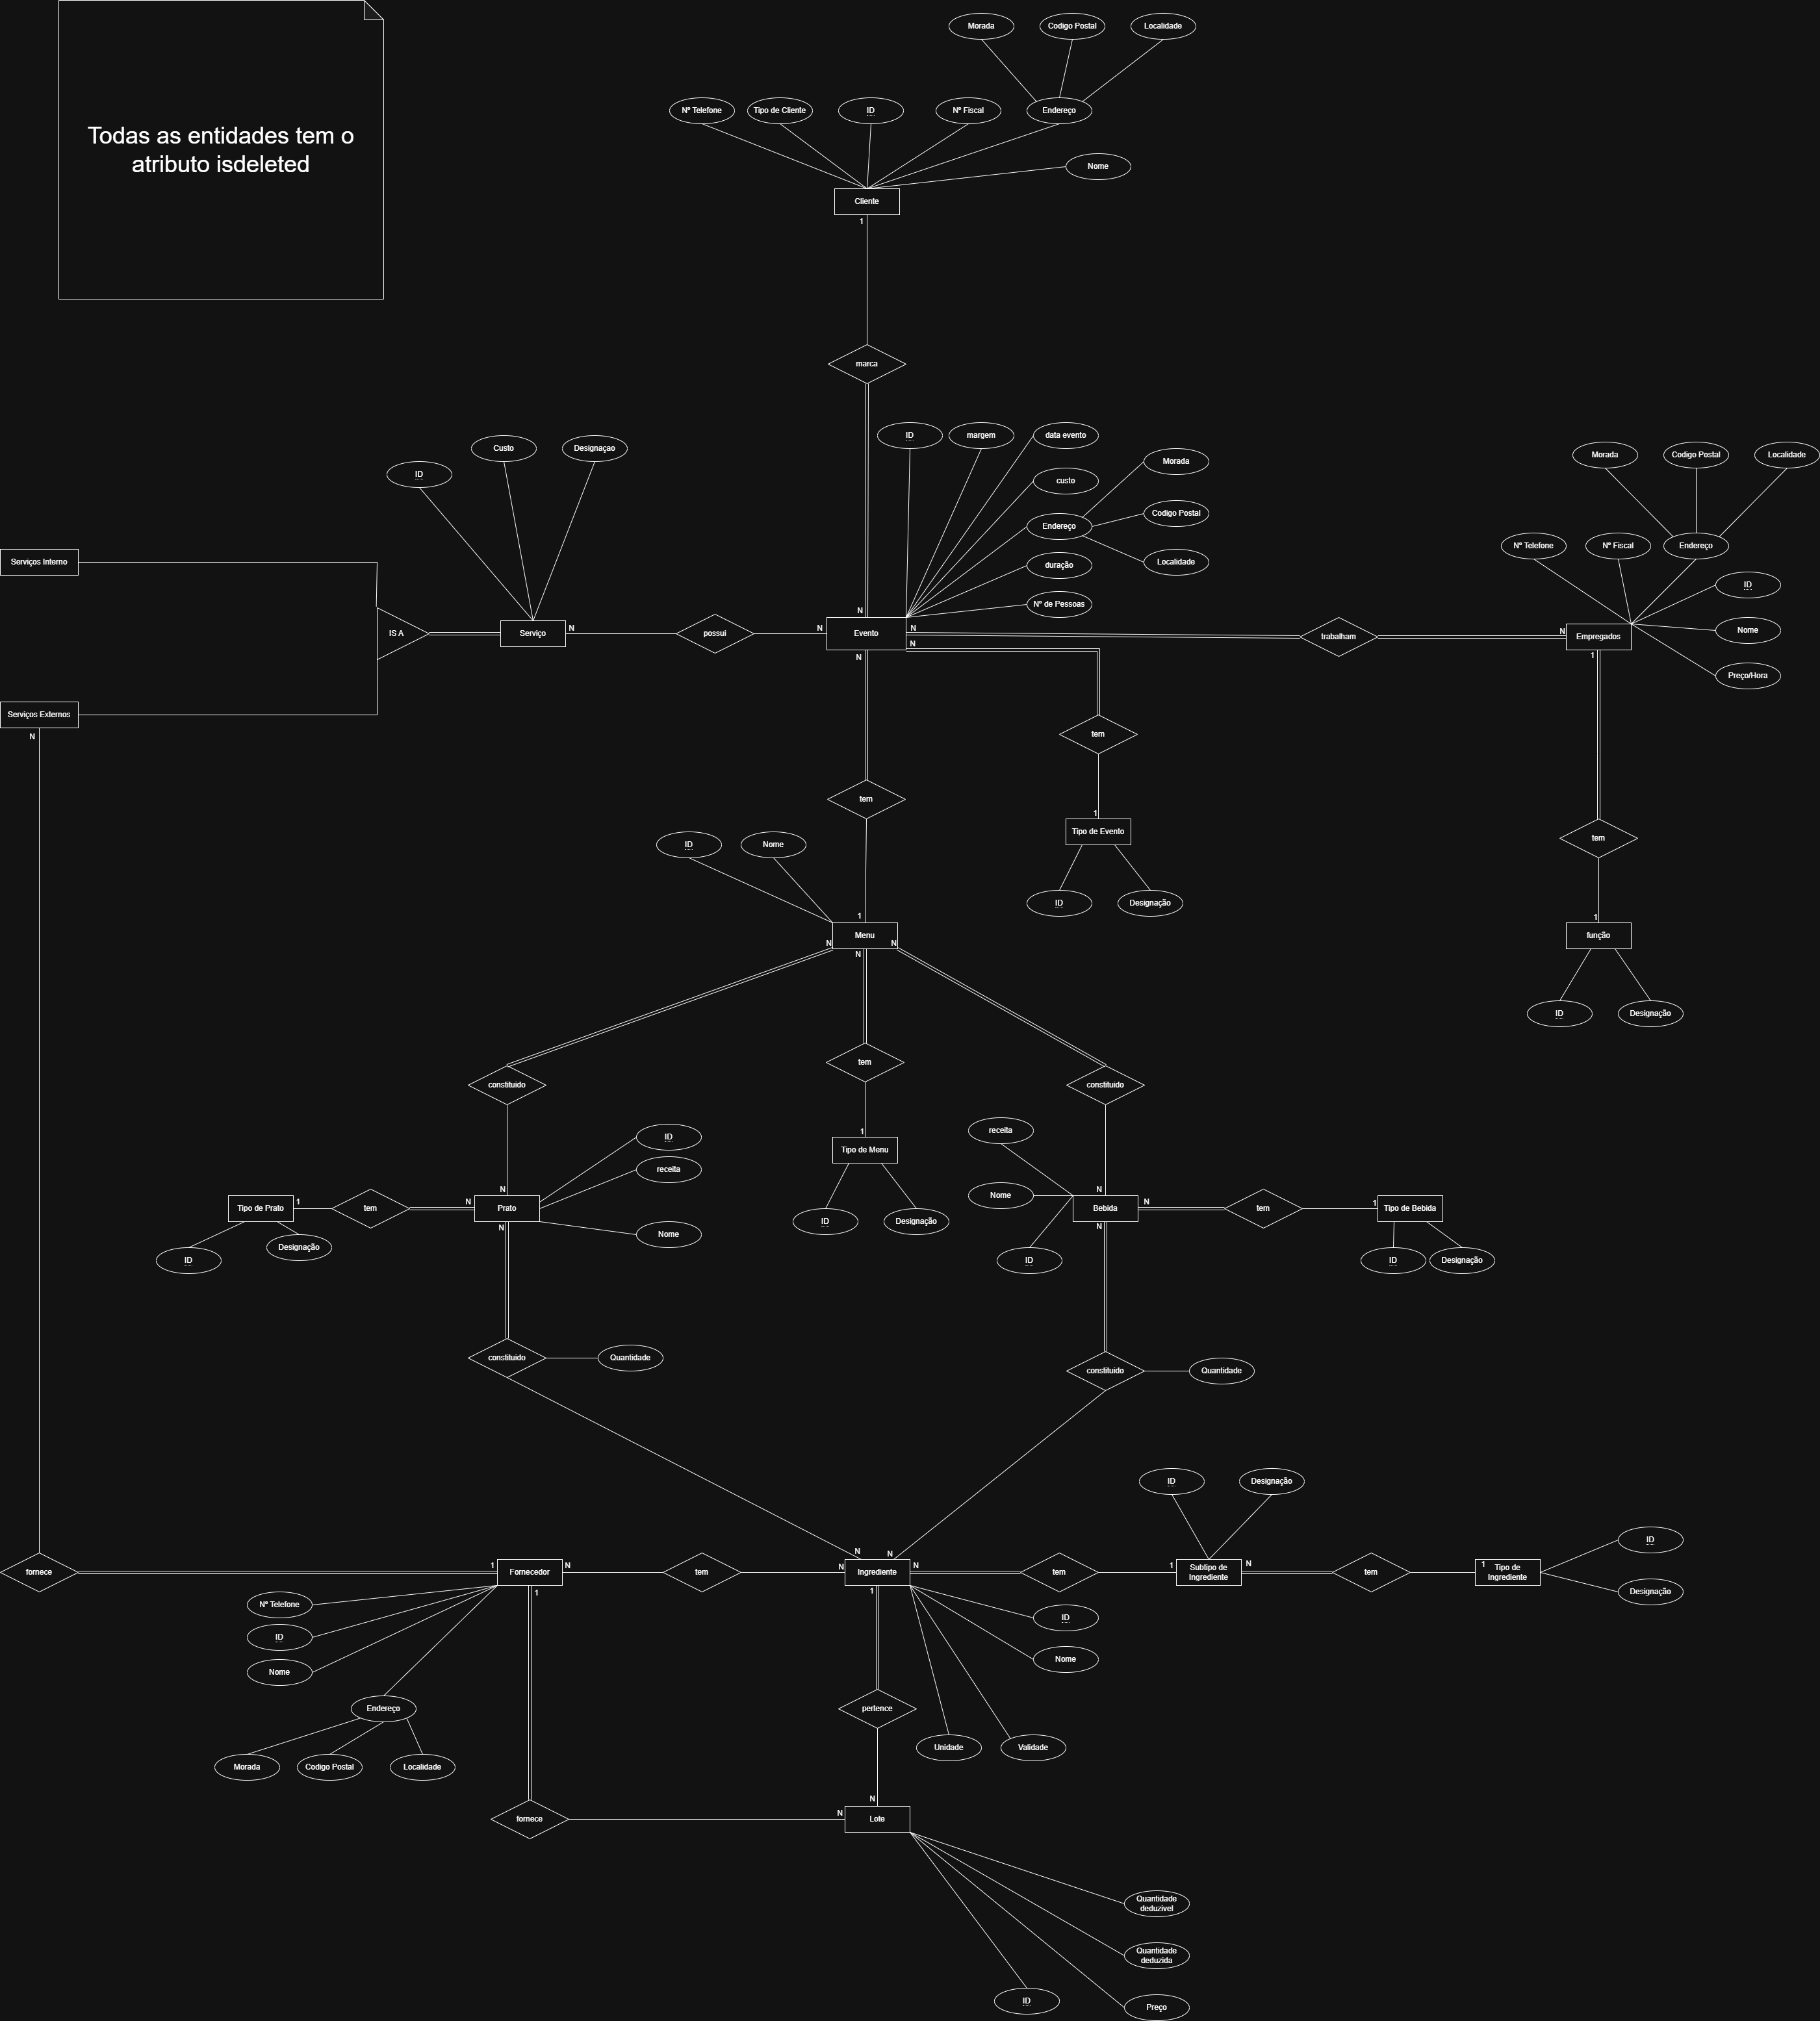 Todas as entidades tem o
atributo isdeleted
Morada
Codigo Postal
Localidade
Nº Telefone
Tipo de Cliente
ID
Nº Fiscal
Endereço
Nome
Cliente
1
marca
ID
margem
data evento
custo
Morada
Endereço
Codigo Postal
Localidade
duração
Nº de Pessoas
Custo
Designaçao
ID
Morada
Codigo Postal
Localidade
Nº Telefone
Nº Fiscal
Endereço
ID
Nome
Preço/Hora
Serviços Interno
IS A
Serviço
N
possui
N
N
Evento
N
N
N
trabalham
N
Empregados
1
Serviços Externos
N
tem
tem
1
Tipo de Evento
ID
Designação
tem
1
função
ID
Designação
ID
Nome
1
Menu
N
N
N
constituido
tem
constituido
1
Tipo de Menu
ID
Designação
ID
receita
Nome
N
Prato
N
N
tem
1
Tipo de Prato
ID
Designação
receita
Nome
ID
N
Bebida
N
N
tem
1
Tipo de Bebida
ID
Designação
constituido
Quantidade
constituido
Quantidade
ID
Designação
fornece
1
Fornecedor
N
1
tem
N
N
N
Ingrediente
N
1
tem
1
Subtipo de
Ingrediente
N
tem
1
Tipo de
Ingrediente
ID
Designação
Nº Telefone
ID
Nome
Endereço
Morada
Codigo Postal
Localidade
ID
Nome
Unidade
Validade
pertence
fornece
N
N
Lote
Quantidade
deduzivel
Quantidade
deduzida
ID
Preço